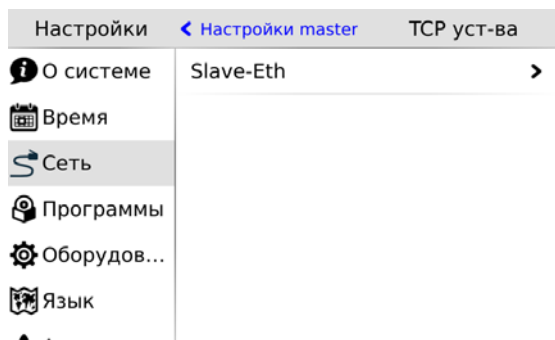 Настройки
Настройки master
TCP уст-ва
О системе
Время
Сеть
Программы
Оборудов...
Язык
Slave-Eth